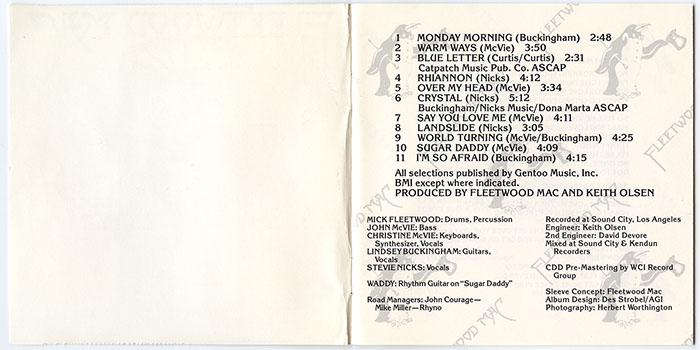 1 MONDAY MORNING (Buckingham) 2:48
2 WARM WAYS (McVie) 3:50
3 BLUE LETTER (Curtis/Curtis) 2:31
Catpatch Music Pub. Co. ASCAP
4 RHIANNON (Nicks) 4:12
5 OVER MY HEAD (McVie) 3:34
6 CRYSTAL (Nicks) 5:12
Buckingham/Nicks Music/Dona Marta ASCAP
7 SAY YOU LOVE ME (McVie) 4:11
8 LANDSLIDE (Nicks) 3:05
9 WORLD TURNING (McVie/Buckingham) 4:25
10 SUGAR DADDY (McVie) 4:09
11 I'M SO AFRAID (Buckingham) 4:15
All selections published by Gentoo Music, Inc.
BMI except where indicated.
PRODUCED BY FLEETWOOD MAC AND KEITH OLSEN
MICK FLEETWOOD: Drums, Percussion
JOHN McVIE: Bass
CHRISTINE McVIE: Keyboards,
Synthesizer, Vocals
LINDSEY BUCKINGHAM: Guitars,
Vocals
STEVIE NICKS: Vocals
WADDY: Rhythm Guitar on "Sugar Daddy"
Road Managers: John Courage—
Mike Miller—Rhyno
Recorded at Sound City, Los Angeles
Engineer: Keith Olsen
2nd Engineer: David Devore
Mixed at Sound City & Kendun
Recorders
CDD Pre-Mastering by WCI Record
Group
Sleeve Concept: Fleetwood Mac
Album Design: Des Strobel/AGI
Photography: Herbert Worthington
FLEETWOOD MAC
FLEETWOOD MAC